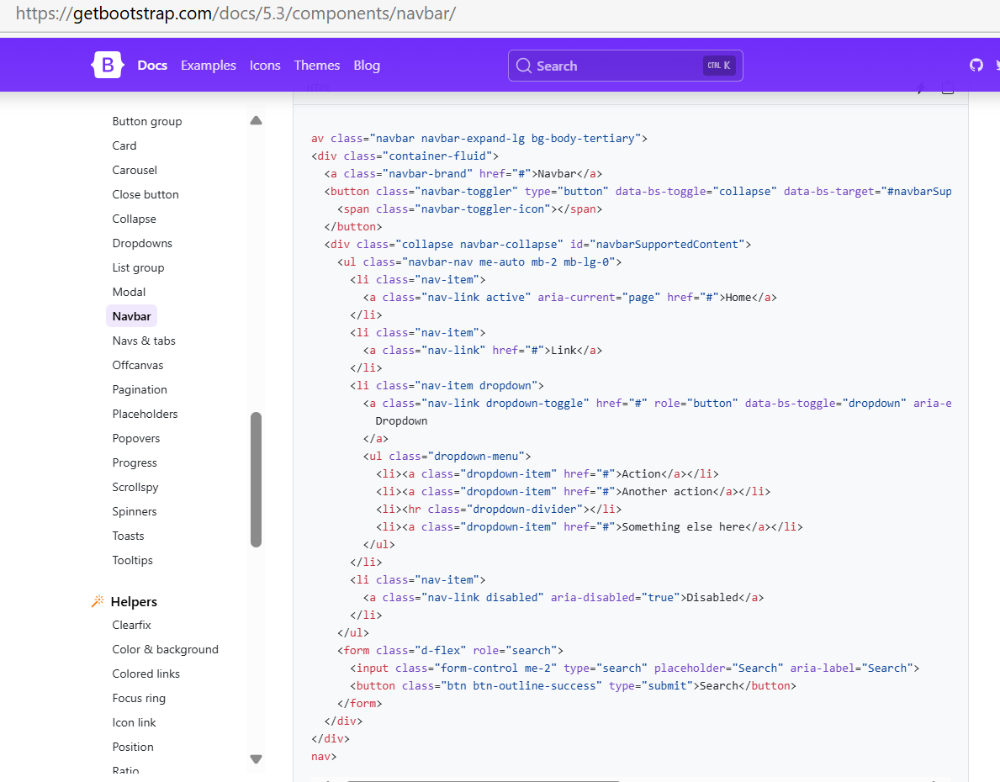 https://getbootstrap.com/docs/5.3/components/navbar/
B Docs Examples Icons Themes Blog Search CTRL K
Button group
Card
Carousel
Close button
Collapse
Dropdowns
List group
Modal
Navbar
Navs & tabs
Offcanvas
Pagination
Placeholders
Popovers
Progress
Scrollspy
Spinners
Toasts
Tooltips
Helpers
Clearfix
Color & background
Colored links
Focus ring
Icon link
Position
Ratio
av class="navbar navbar-expand-lg bg-body-tertiary">
<div class="container-fluid">
<a class="navbar-brand" href="#">Navbar</a>
<button class="navbar-toggler" type="button" data-bs-toggle="collapse" data-bs-target="#navbarSup
<span class="navbar-toggler-icon"></span>
</button>
<div class="collapse navbar-collapse" id="navbarSupportedContent">
<ul class="navbar-nav me-auto mb-2 mb-lg-0">
<li class="nav-item">
<a class="nav-link active" aria-current="page" href="#">Home</a>
</li>
<li class="nav-item">
<a class="nav-link" href="#">Link</a>
</li>
<li class="nav-item dropdown">
<a class="nav-link dropdown-toggle" href="#" role="button" data-bs-toggle="dropdown" aria-e
Dropdown
</a>
<ul class="dropdown-menu">
<li><a class="dropdown-item" href="#">Action</a></li>
<li><a class="dropdown-item" href="#">Another action</a></li>
<li><hr class="dropdown-divider"></li>
<li><a class="dropdown-item" href="#">Something else here</a></li>
</ul>
</li>
<li class="nav-item">
<a class="nav-link disabled" aria-disabled="true">Disabled</a>
</li>
</ul>
<form class="d-flex" role="search">
<input class="form-control me-2" type="search" placeholder="Search" aria-label="Search">
<button class="btn btn-outline-success" type="submit">Search</button>
</form>
</div>
</div>
nav>